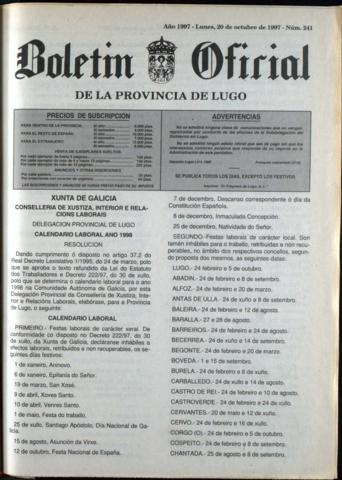 Año 1997 - Lunes, 20 de octubre de 1997 - Núm. 241
Boletín Oficial
DE LA PROVINCIA DE LUGO
PRECIOS DE SUSCRIPCION
ADVERTENCIAS
SE PUBLICA TODOS LOS DIAS, EXCEPTO LOS FESTIVOS
XUNTA DE GALICIA
CONSELLERIA DE XUSTIZA, INTERIOR E RELA-
CIONS LABORAIS
DELEGACION PROVINCIAL DE LUGO
CALENDARIO LABORAL ANO 1998
RESOLUCION
Dando cumplimento ó disposto no artigo 37.2 do
Real Decreto Lexislativo 1/1995, do 24 de marzo, polo
que se aproba o texto refundido da Lei do Estatuto
dos Traballadores e Decreto 222/97, do 30 de xullo,
polo que se determina o calendario laboral para o ano
1998 na Comunidade Autónoma de Galicia, por esta
Delegación Provincial da Consellería de Xustiza, Inte-
rior e Relacións Laborais, elabórase, para a Provincia
de Lugo, o seguinte:
CALENDARIO LABORAL
PRIMEIRO.- Festas laborais de carácter xeral. De
conformidade co disposto no Decreto 222/97, do 30
de xullo, da Xunta de Galicia, decláranse inhábiles a
efectos laborais, retribuídos e non recuperables, os se-
guintes días festivos:
1 de xaneiro, Aninovo.
6 de xaneiro, Epifanía do Señor.
19 de marzo, San Xosé.
9 de abril, Xoves Santo.
10 de abril, Venres Santo.
1 de maio, Festa do traballo.
25 de xullo, Santiago Apóstolo, Día Nacional de Ga-
licia.
15 de agosto, Asunción da Virxe.
12 de outubro, Festa Nacional de España.
7 de decembro, Descanso correspondente ó día da
Constitución Española.
8 de decembro, Inmaculada Concepción.
25 de decembro, Natividade do Señor.
SEGUNDO.-Festas laborais de carácter local. Son
tamén inhábiles para o traballo, retribuidas e non recu-
perables, no ámbito dos respectivos concellos, segun-
do proposta dos mesmos, as seguintes datas:
LUGO - 24 febreiro e 5 de outubro.
ABADIN - 24 de febreiro e 8 de setembro.
ALFOZ - 24 de febreiro e 20 de marzo.
ANTAS DE ULLA - 24 de xuño e 8 de setembro.
BALEIRA - 24 de febreiro e 12 de agosto.
BARALLA - 27 e 28 de agosto.
BARREIROS - 24 de febreiro e 24 de agosto.
BECERREA - 24 de xuño e 14 de setembro.
BEGONTE - 24 de febreiro e 20 de marzo.
BOVEDA - 1 e 15 de setembro.
BURELA - 24 de febreiro e 8 de xuño.
CARBALLEDO - 24 de xuño e 14 de agosto.
CASTRO DE REI - 24 de febreiro e 10 de agosto.
CASTROVERDE - 24 de febreiro e 24 de xullo.
CERVANTES - 20 de maio e 12 de xuño.
CERVO - 24 de febreiro e 16 de xullo.
CORGO (O) - 24 de febreiro e 5 de outubro.
COSPEITO - 24 de febreiro e 8 de setembro.
CHANTADA - 25 de agosto e 8 de setembro.